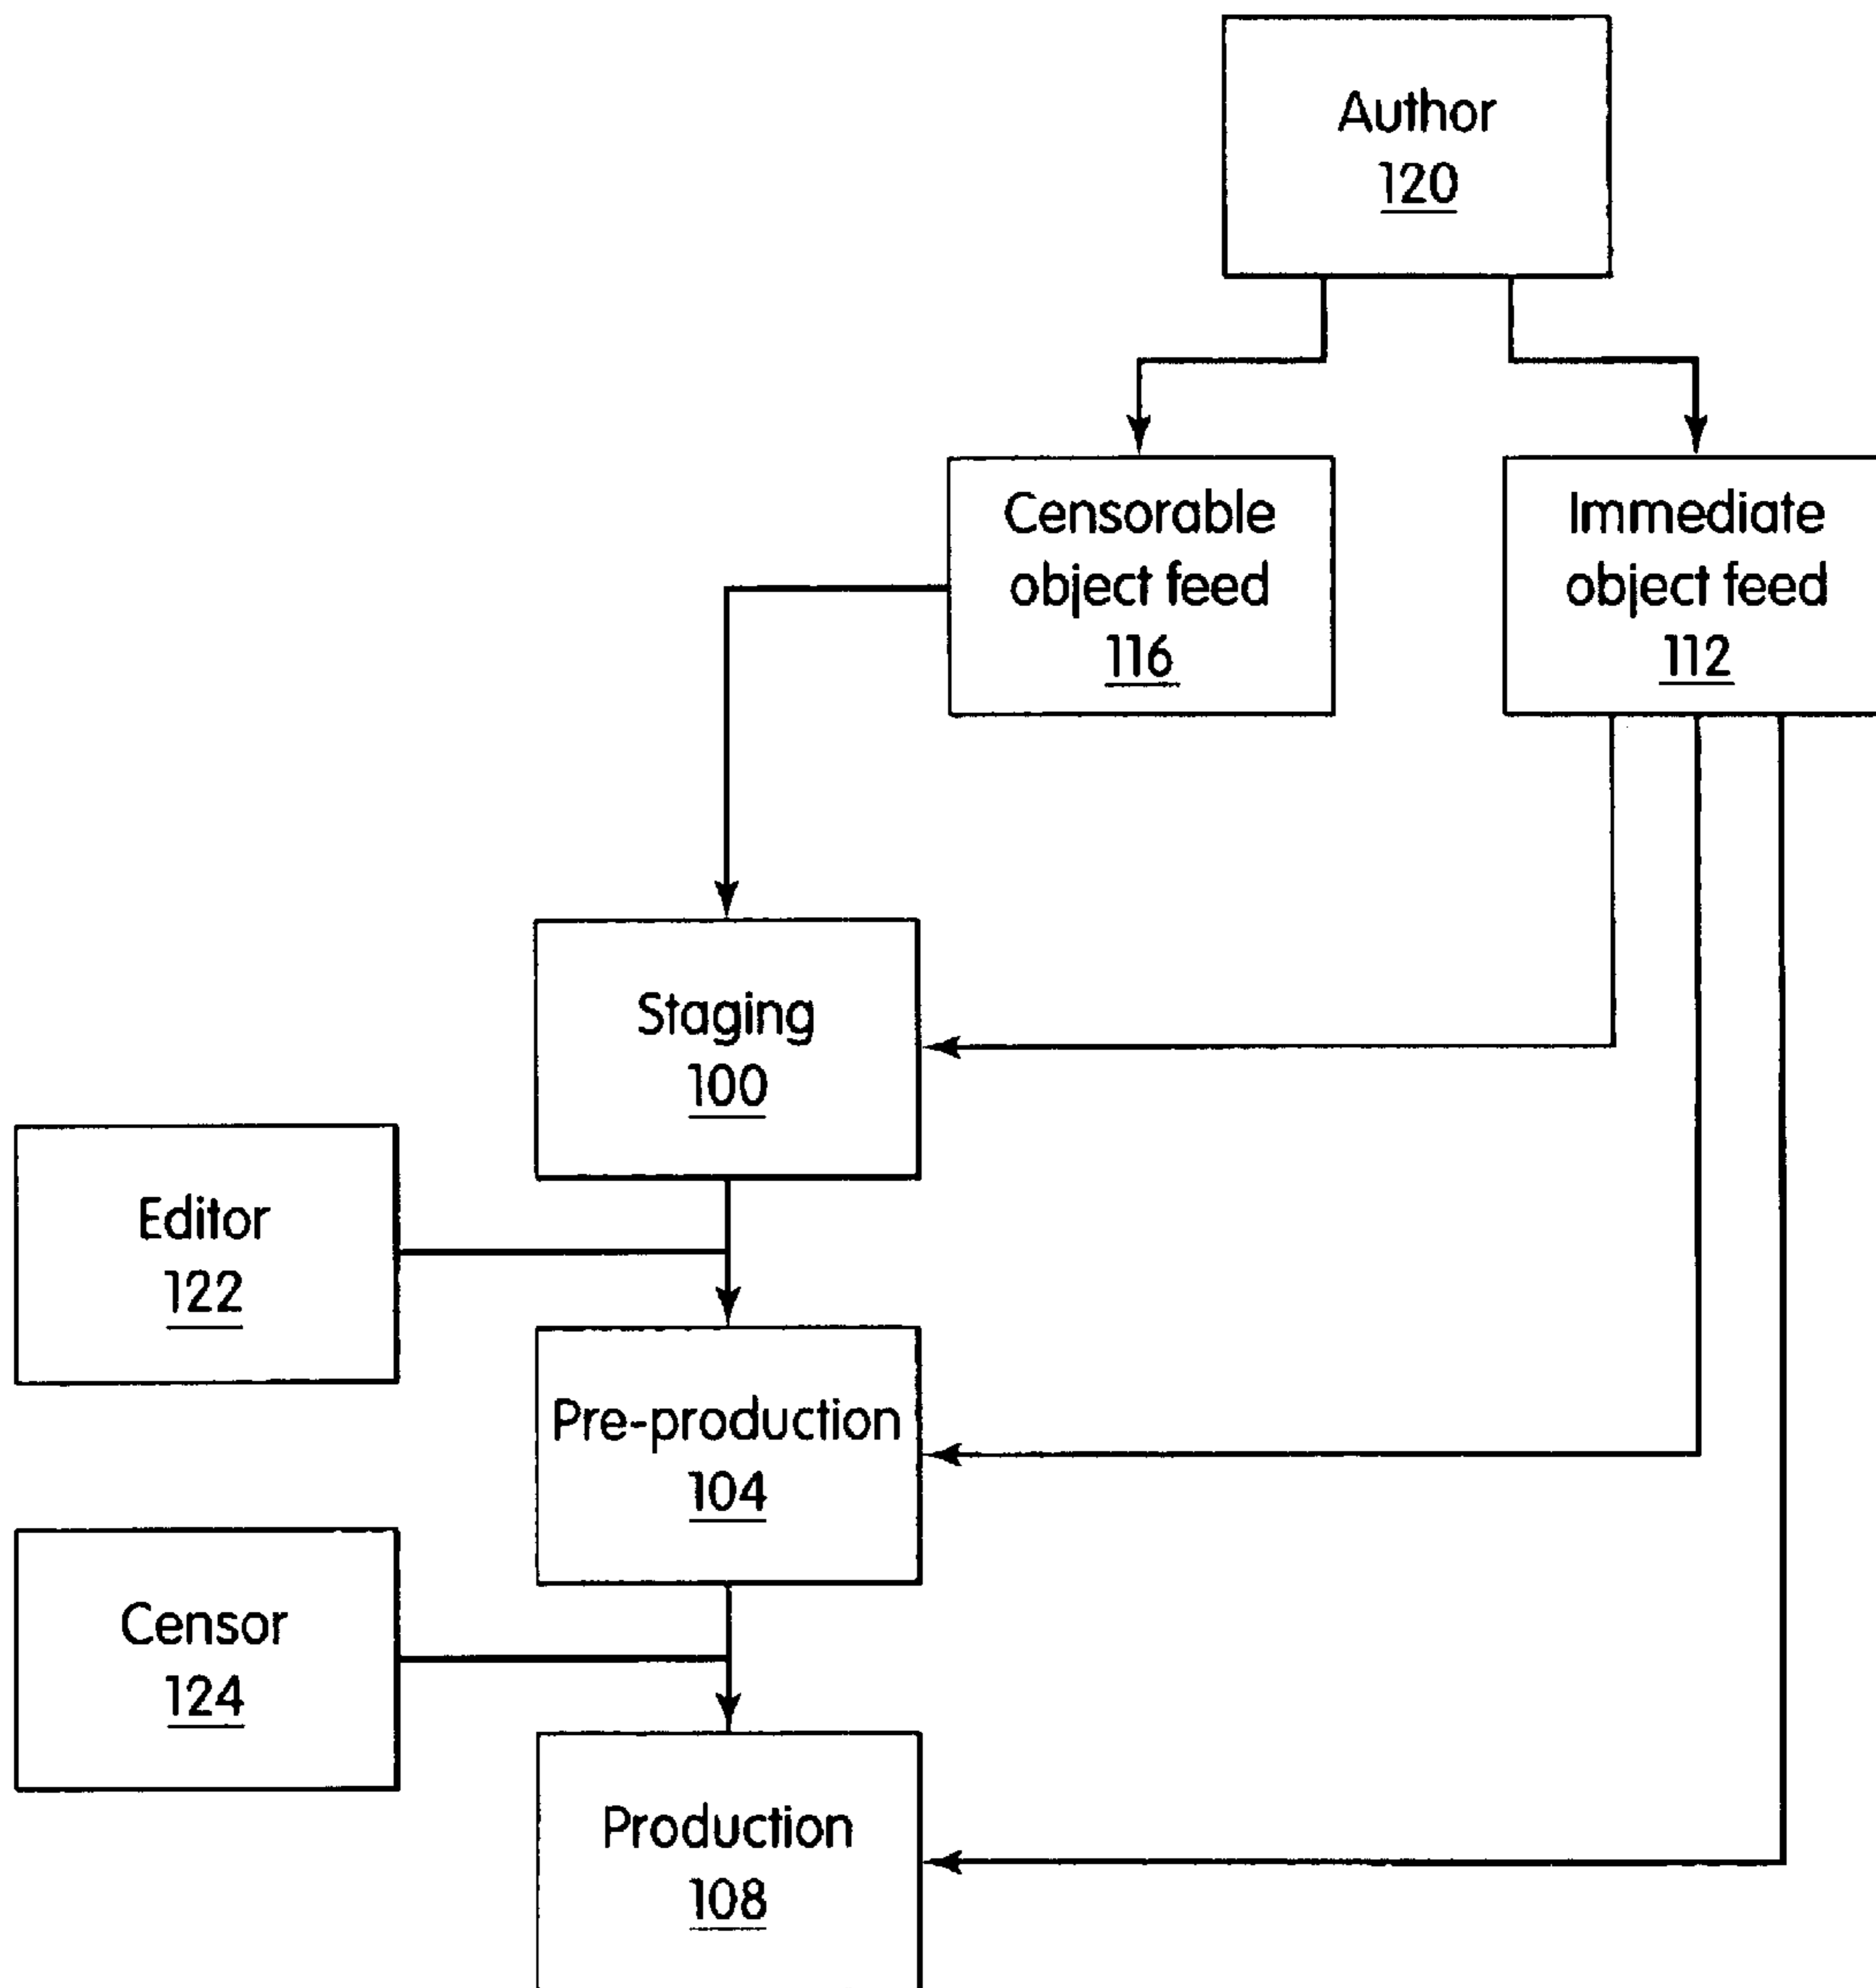 Author
120
Censorable
object feed
116
Immediate
object feed
112
Staging
100
Editor
122
Pre-production
104
Censor
124
Production
108